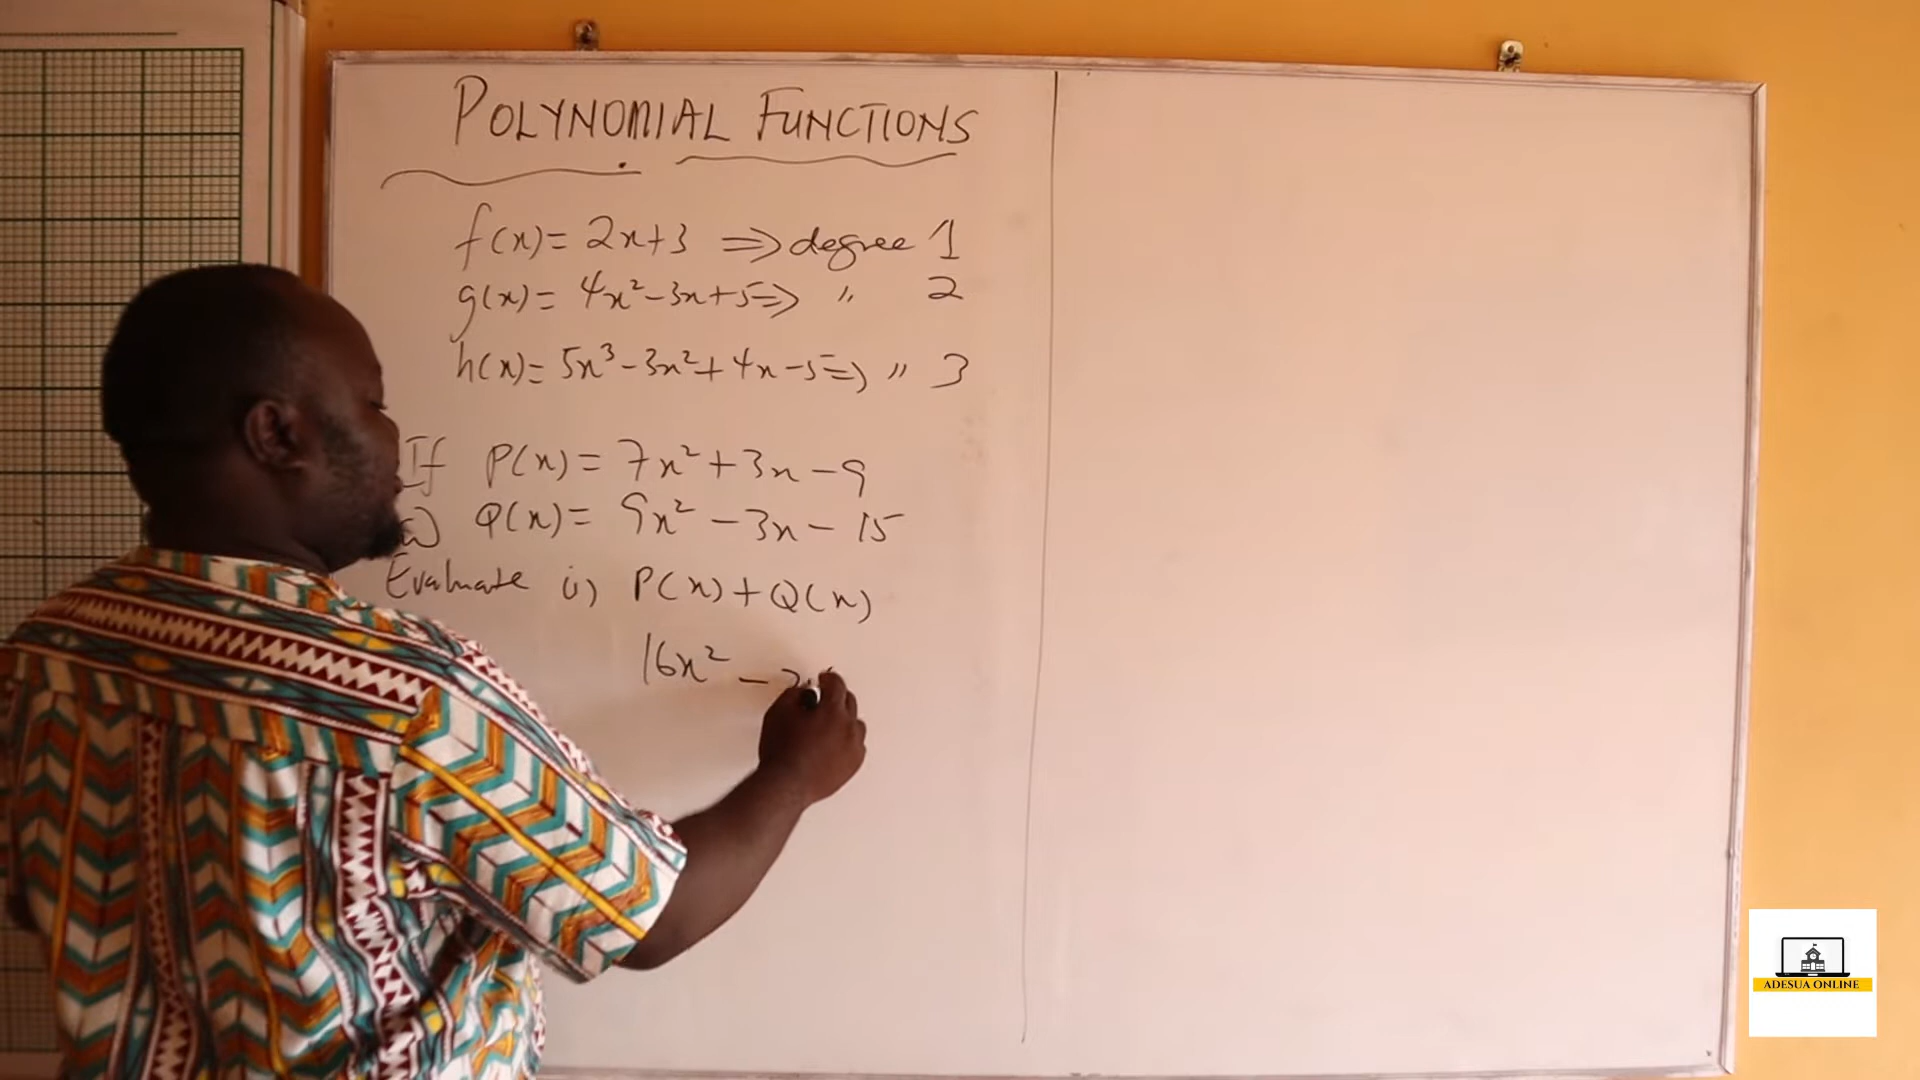 POLYNOMIAL FUNCTIONS
f(x) = 2x+3 ⇒ degree 1
g(x) = 4x² - 3x + 5 ⇒ " 2
h(x) = 5x³ - 3x² + 4x - 5 ⇒ " 3
If P(x) = 7x² + 3x - 9
Q(x) = 9x² - 3x - 15
Evaluate i) P(x) + Q(x)
16x² -
ADESUA ONLINE